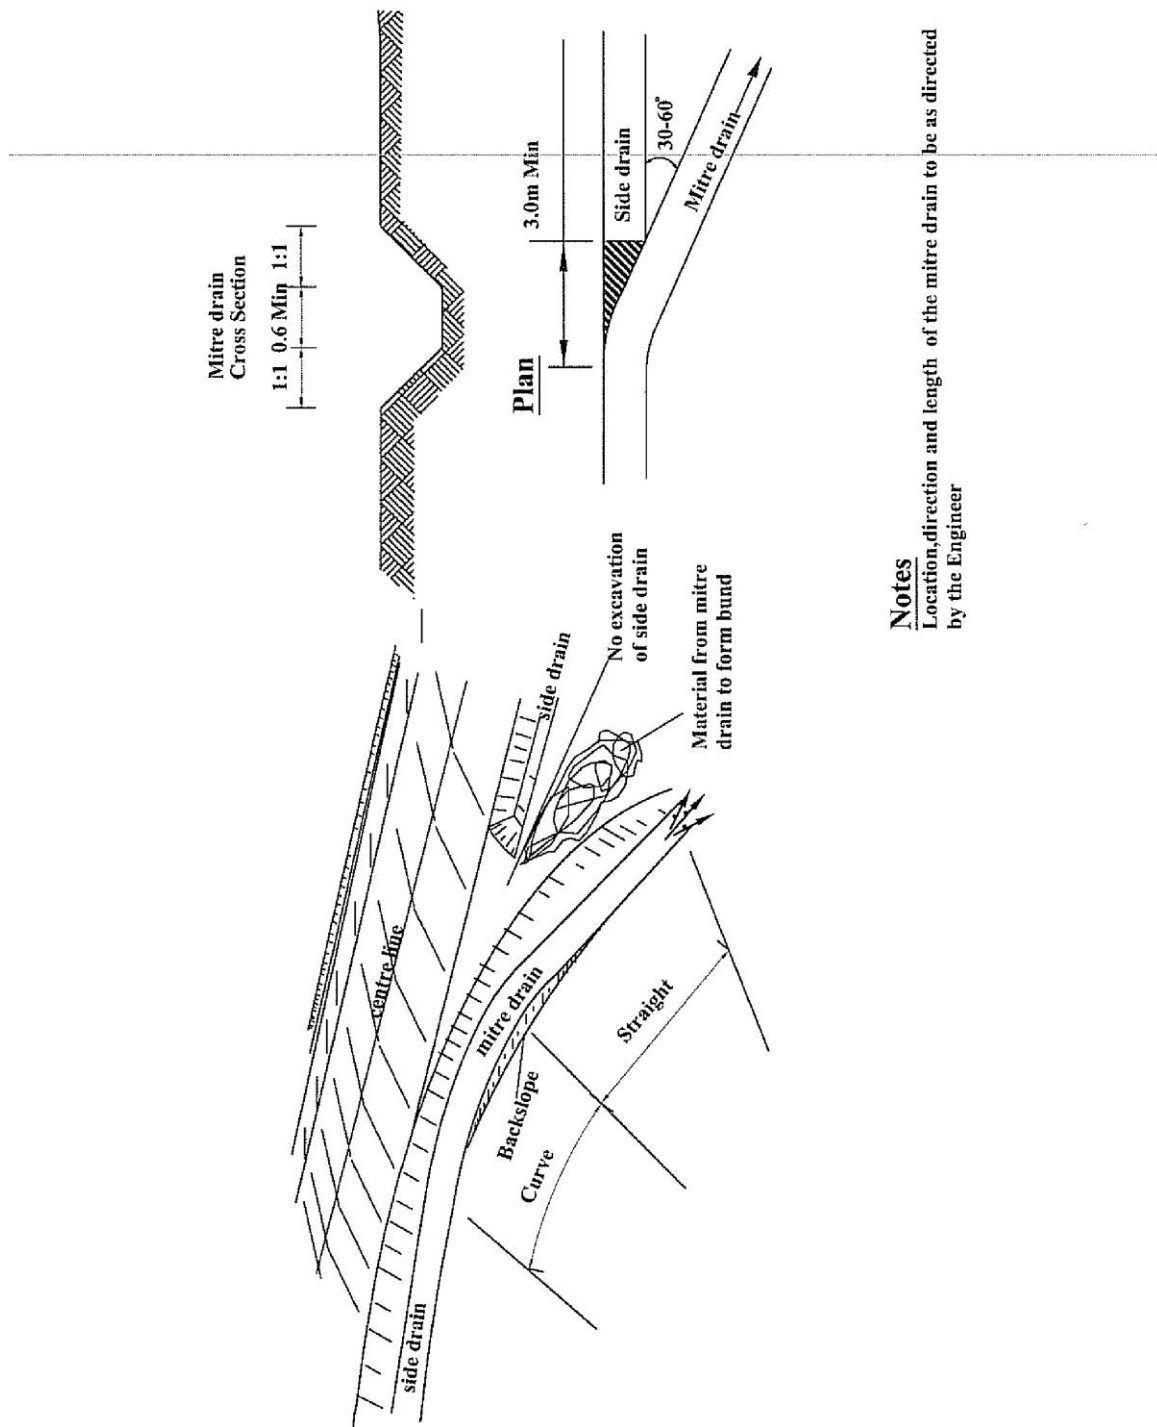 Mitre drain
Cross Section
1:1 0.6 Min 1:1
Plan
3.0m Min
Side drain
30-60°
Mitre drain
centre line
side drain
side drain
mitre drain
Backslope
Curve
Straight
No excavation
of side drain
Material from mitre
drain to form bund
Notes
Location,direction and length of the mitre drain to be as directed
by the Engineer